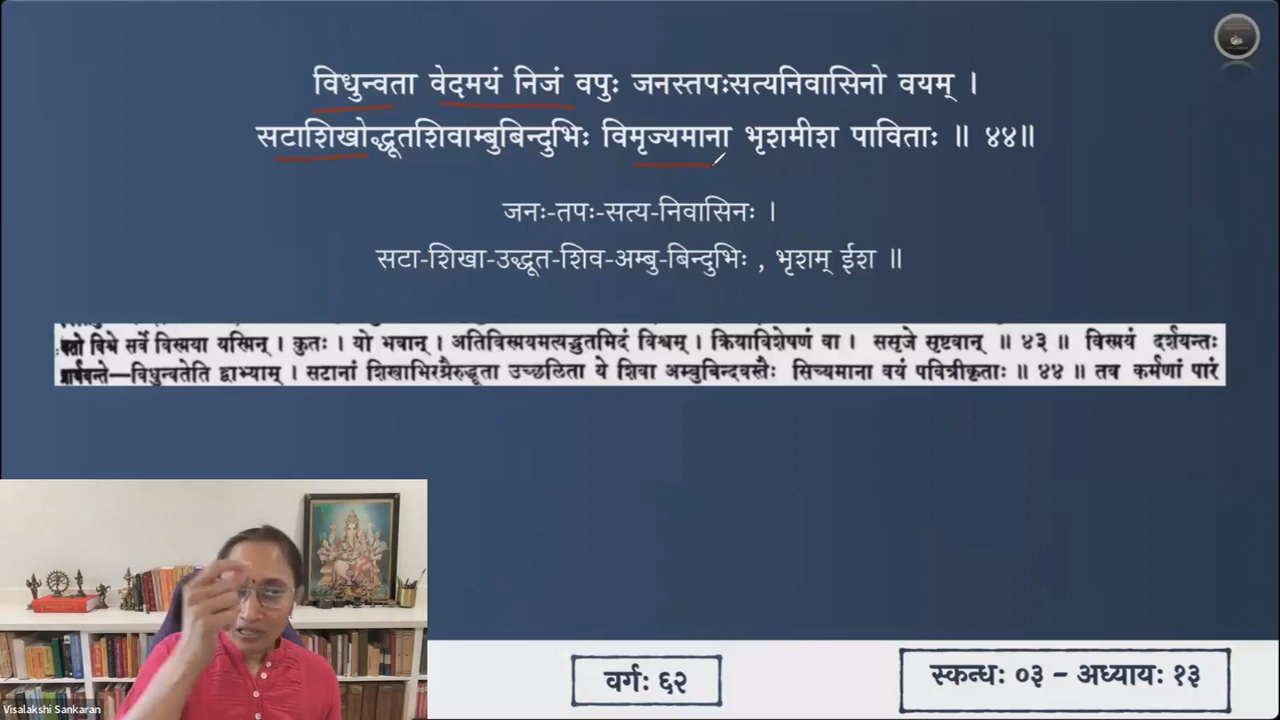 विधुन्वता वेदमयं निजं वपुः जनस्तपःसत्यनिवासिनो वयम् ।
सटाशिखोद्धूतशिवाम्बुबिन्दुभिः विमृज्यमाना भृशमीश पाविताः ॥ ४४॥
जनः-तपः-सत्य-निवासिनः ।
सटा-शिखा-उद्धूत-शिव-अम्बु-बिन्दुभिः , भृशम् ईश ॥
विश्वे सर्वे विस्मया यस्मिन् । कुतः । यो भवान् । अतिविस्मयमत्यद्भुतमिदं विश्वम् । क्रियाविशेषणं वा । ससृजे सृष्टवान् ॥ ४३ ॥ विस्मयं दर्शयन्तः
प्रार्थयन्ते—विधुन्वतेति द्वाभ्याम् । सटानां शिखाभिरग्रैरुद्धूता उच्छलिता ये शिवा अम्बुबिन्दवस्तैः सिच्यमाना वयं पवित्रीकृताः ॥ ४४ ॥ तव कर्मणां पारं
Visalakshi Sankaran
वर्गः ६२
स्कन्धः ०३ - अध्यायः १३